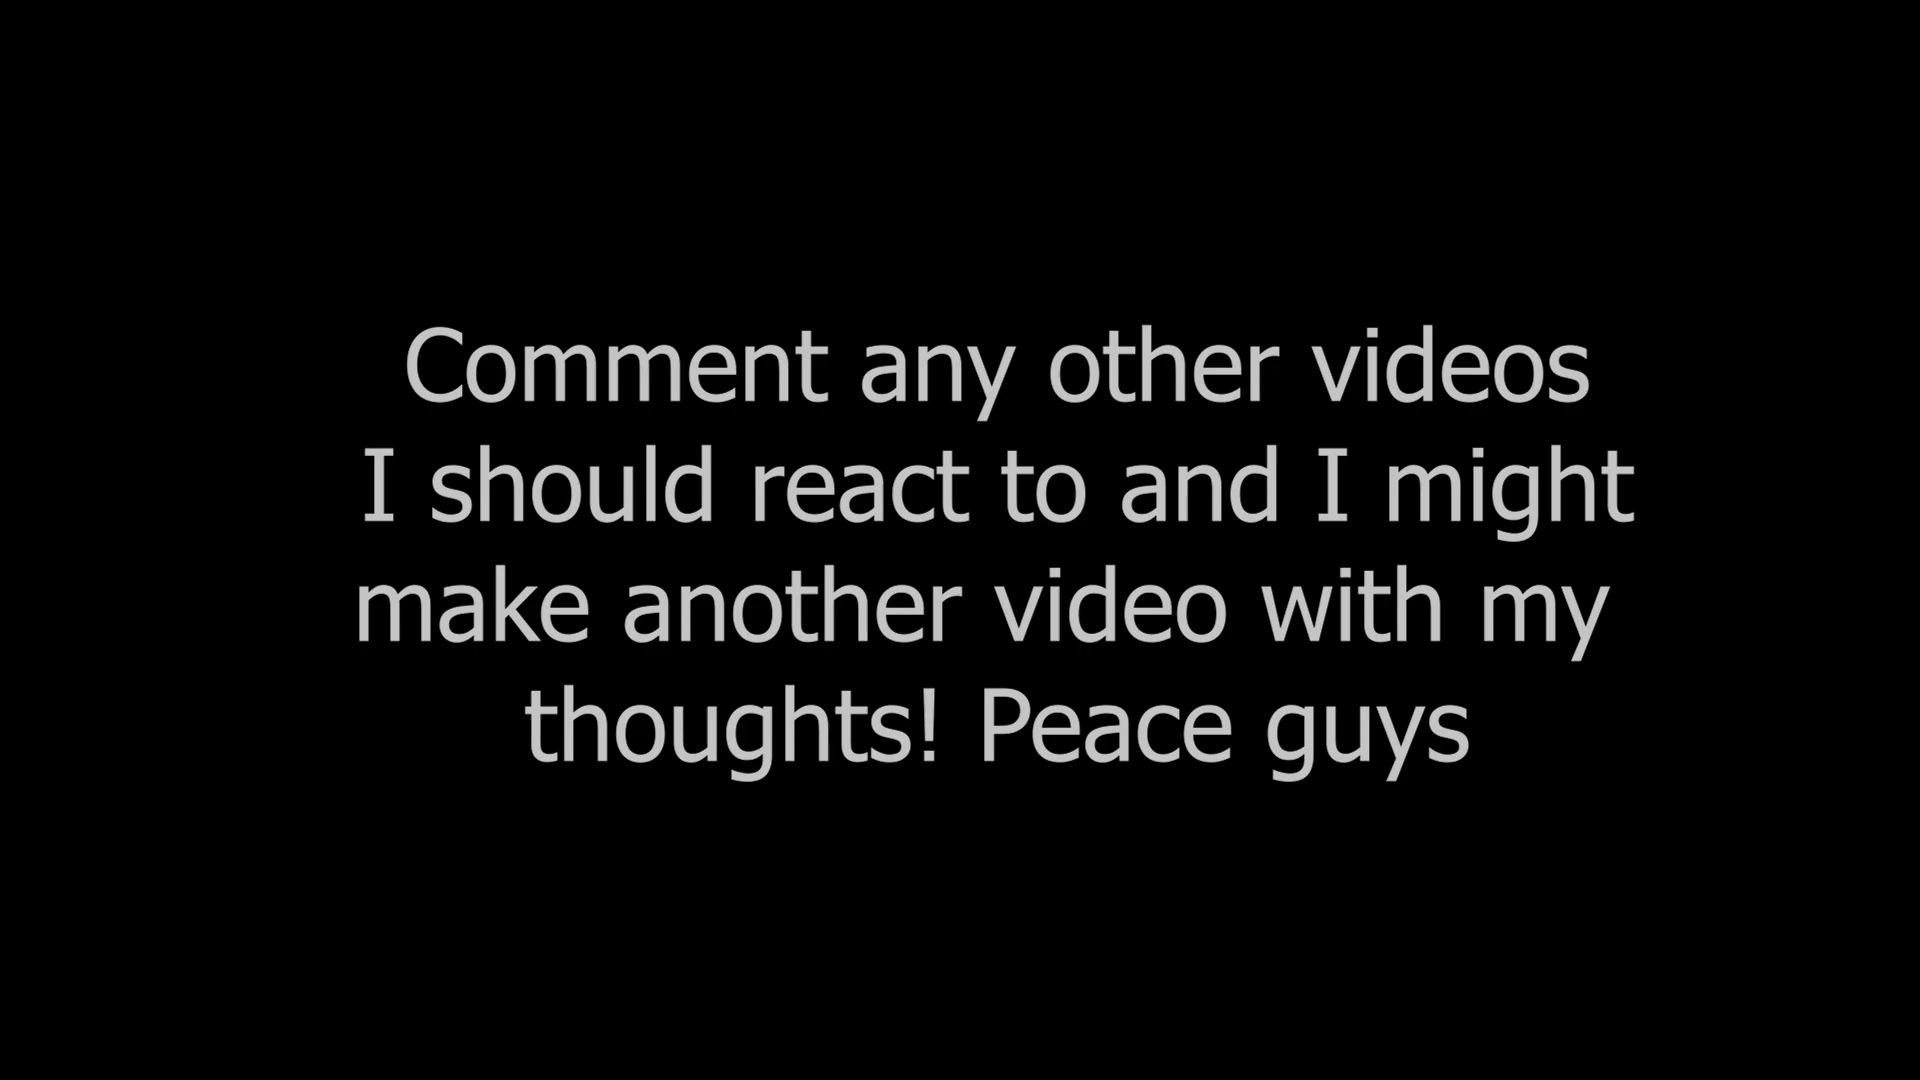 Comment any other videos
I should react to and I might
make another video with my
thoughts! Peace guys